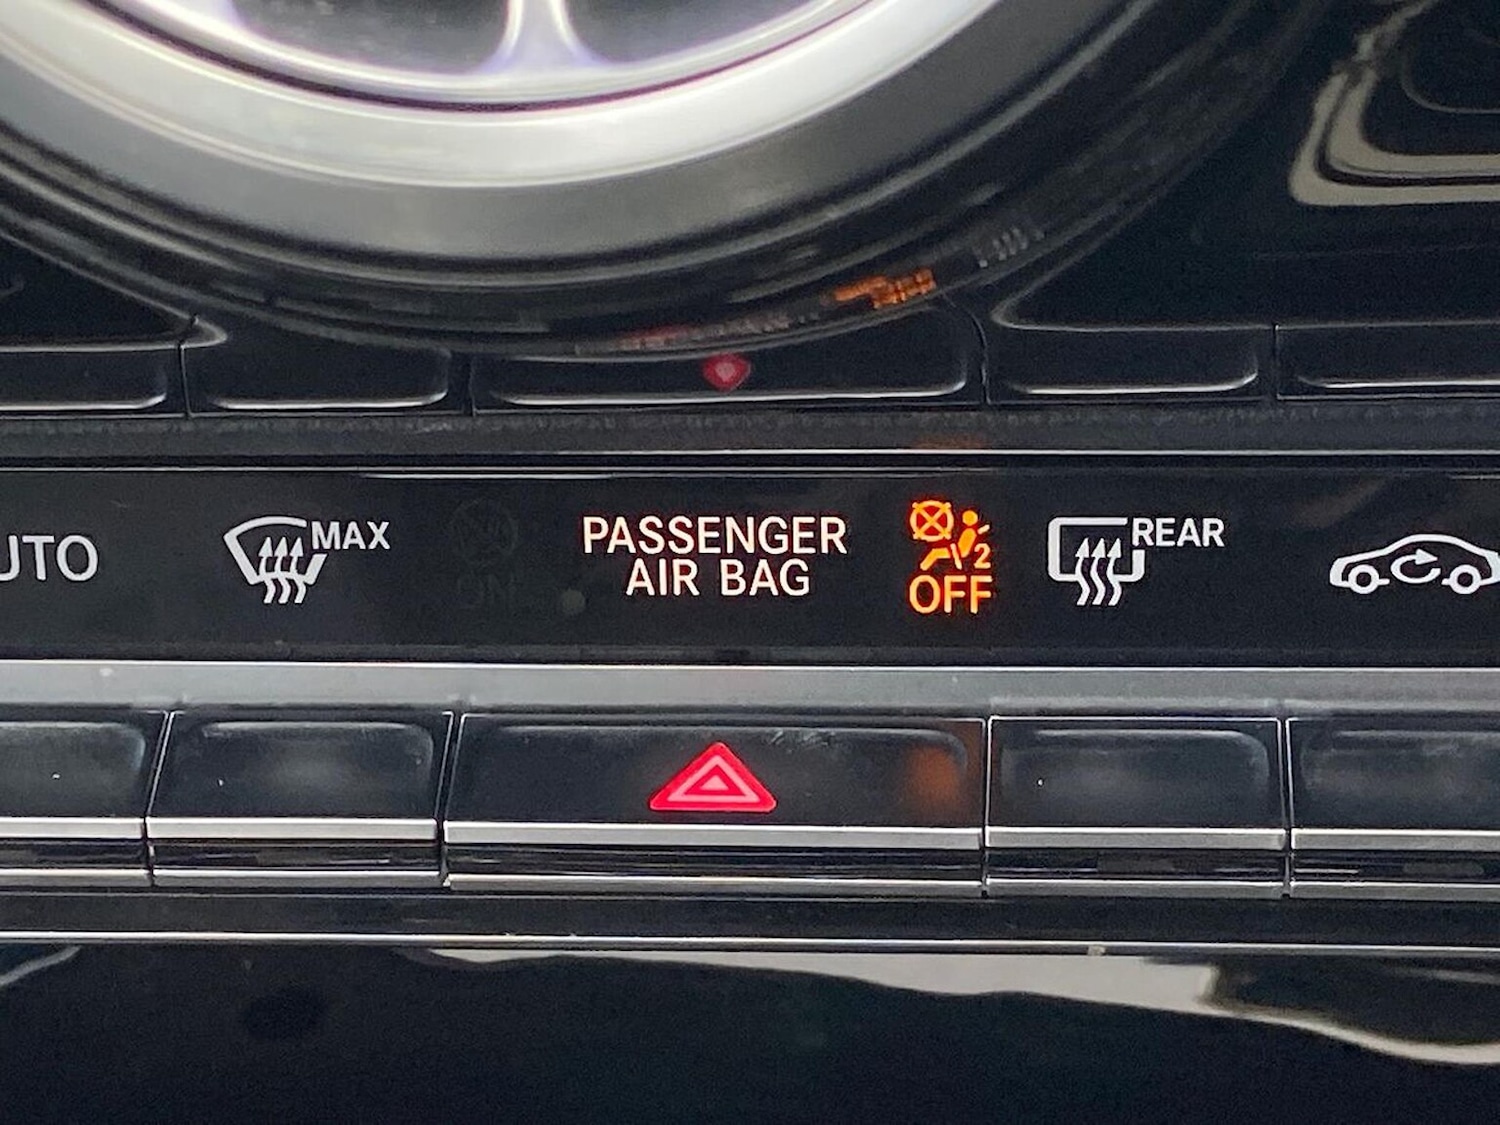 UTO
MAX
PASSENGER
AIR BAG
2
OFF
REAR